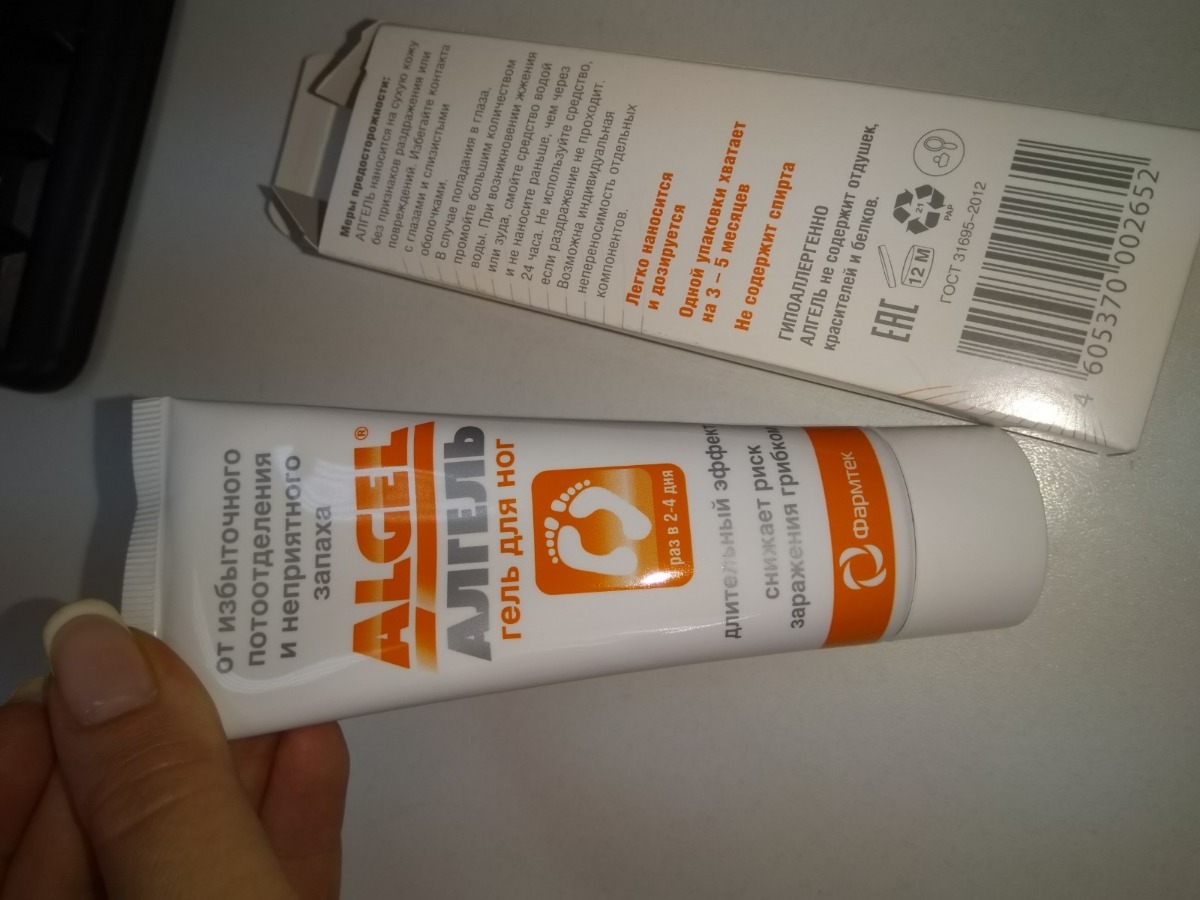 Меры предосторожности:
АЛГЕЛЬ наносится на сухую кожу
без признаков раздражения или
повреждений. Избегайте контакта
с глазами и слизистыми
оболочками.
В случае попадания в глаза,
промойте большим количеством
воды. При возникновении жжения
или зуда, смойте средство водой
и не наносите раньше, чем через
24 часа. Не используйте средство,
если раздражение не проходит.
Возможна индивидуальная
непереносимость отдельных
компонентов.
Легко наносится
и дозируется
Одной упаковки хватает
на 3 – 5 месяцев
Не содержит спирта
ГИПОАЛЛЕРГЕННО
АЛГЕЛЬ не содержит отдушек,
красителей и белков.
EAC
12 M
21
PAP
ГОСТ 31695-2012
4 605370 002652
от избыточного
потоотделения
и неприятного
запаха
ALGEL®
АЛГЕЛЬ
гель для ног
раз в 2-4 дня
длительный эффект
снижает риск
заражения грибком
Фармтек